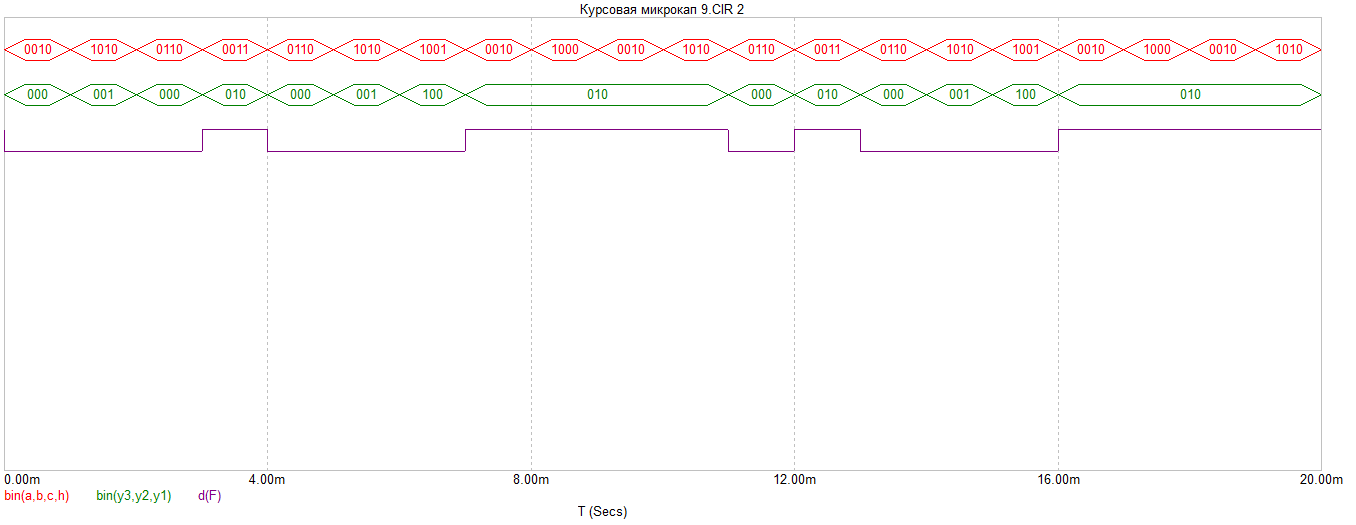 Курсовая микрокап 9.CIR 2
0010 1010 0110 0011 0110 1010 1001 0010 1000 0010 1010 0110 0011 0110 1010 1001 0010 1000 0010 1010
000 001 000 010 000 001 100 010 000 010 000 001 100 010
0.00m 4.00m 8.00m 12.00m 16.00m 20.00m
bin(a,b,c,h) bin(y3,y2,y1) d(F)
T (Secs)